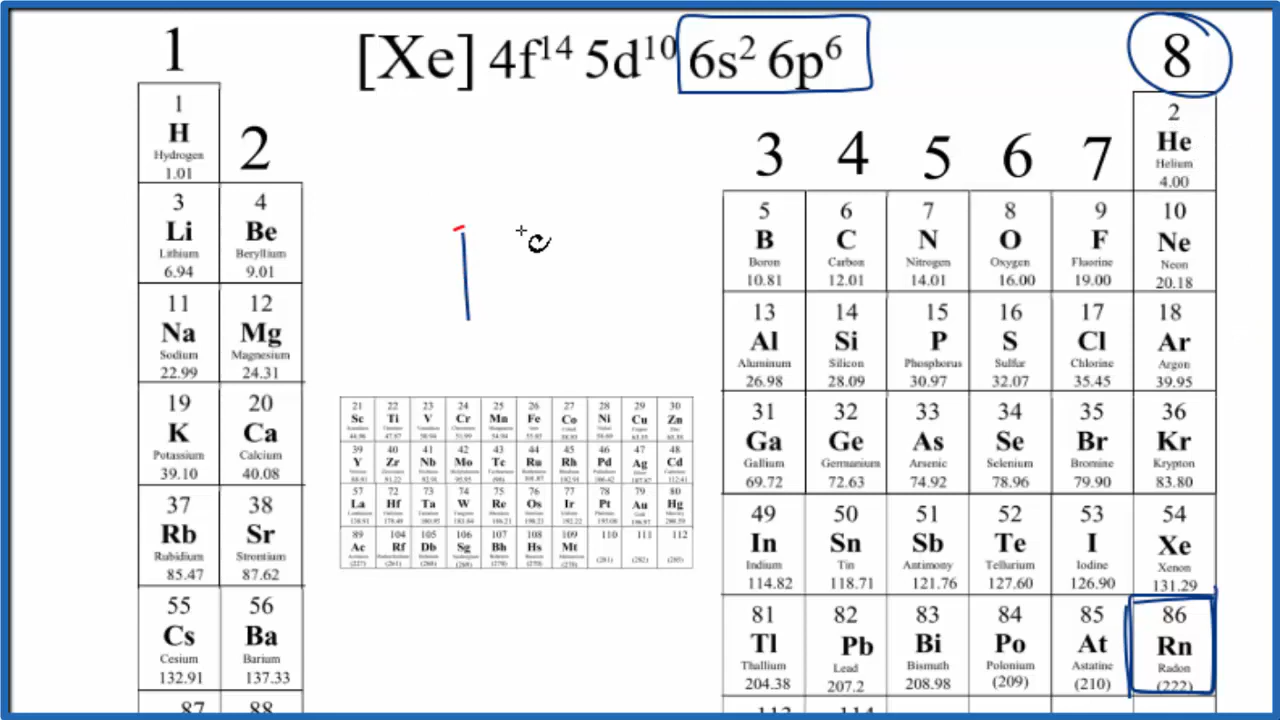 1
[Xe] 4f¹⁴ 5d¹⁰ 6s² 6p⁶
8
1
H
Hydrogen
1.01
2
3 4 5 6 7
2
He
Helium
4.00
3 4
Li Be
Lithium Beryllium
6.94 9.01
5 6 7 8 9 10
B C N O F Ne
Boron Carbon Nitrogen Oxygen Fluorine Neon
10.81 12.01 14.01 16.00 19.00 20.18
11 12
Na Mg
Sodium Magnesium
22.99 24.31
13 14 15 16 17 18
Al Si P S Cl Ar
Aluminum Silicon Phosphorus Sulfur Chlorine Argon
26.98 28.09 30.97 32.07 35.45 39.95
19 20
K Ca
Potassium Calcium
39.10 40.08
21 22 23 24 25 26 27 28 29 30
Sc Ti V Cr Mn Fe Co Ni Cu Zn
31 32 33 34 35 36
Ga Ge As Se Br Kr
Gallium Germanium Arsenic Selenium Bromine Krypton
69.72 72.63 74.92 78.96 79.90 83.80
39 40 41 42 43 44 45 46 47 48
Y Zr Nb Mo Tc Ru Rh Pd Ag Cd
37 38
Rb Sr
Rubidium Strontium
85.47 87.62
57 72 73 74 75 76 77 78 79 80
La Hf Ta W Re Os Ir Pt Au Hg
49 50 51 52 53 54
In Sn Sb Te I Xe
Indium Tin Antimony Tellurium Iodine Xenon
114.82 118.71 121.76 127.60 126.90 131.29
89 104 105 106 107 108 109 110 111 112
Ac Rf Db Sg Bh Hs Mt
55 56
Cs Ba
Cesium Barium
132.91 137.33
81 82 83 84 85 86
Tl Pb Bi Po At Rn
Thallium Lead Bismuth Polonium Astatine Radon
204.38 207.2 208.98 (209) (210) (222)
87 88